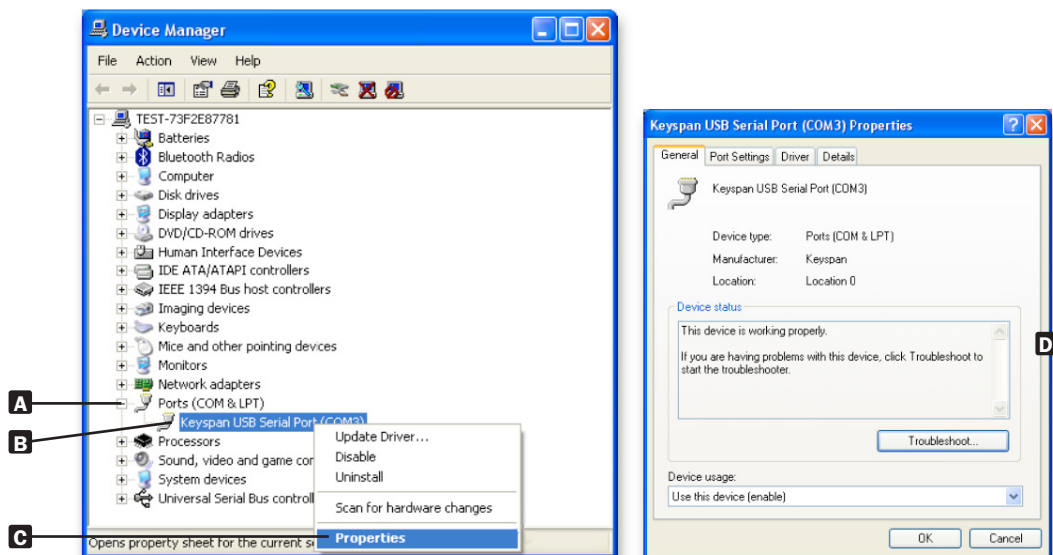 Device Manager
File Action View Help
TEST-73F2E87781
Batteries
Bluetooth Radios
Computer
Disk drives
Display adapters
DVD/CD-ROM drives
Human Interface Devices
IDE ATA/ATAPI controllers
IEEE 1394 Bus host controllers
Imaging devices
Keyboards
Mice and other pointing devices
Monitors
Network adapters
A
Ports (COM & LPT)
B
Keyspan USB Serial Port (COM3)
Processors
Sound, video and game cor
System devices
Universal Serial Bus controll
Update Driver...
Disable
Uninstall
Scan for hardware changes
C
Properties
Opens property sheet for the current se
Keyspan USB Serial Port (COM3) Properties
General Port Settings Driver Details
Keyspan USB Serial Port (COM3)
Device type: Ports (COM & LPT)
Manufacturer: Keyspan
Location: Location 0
Device status
This device is working properly.
If you are having problems with this device, click Troubleshoot to
start the troubleshooter.
D
Troubleshoot...
Device usage:
Use this device (enable)
OK Cancel